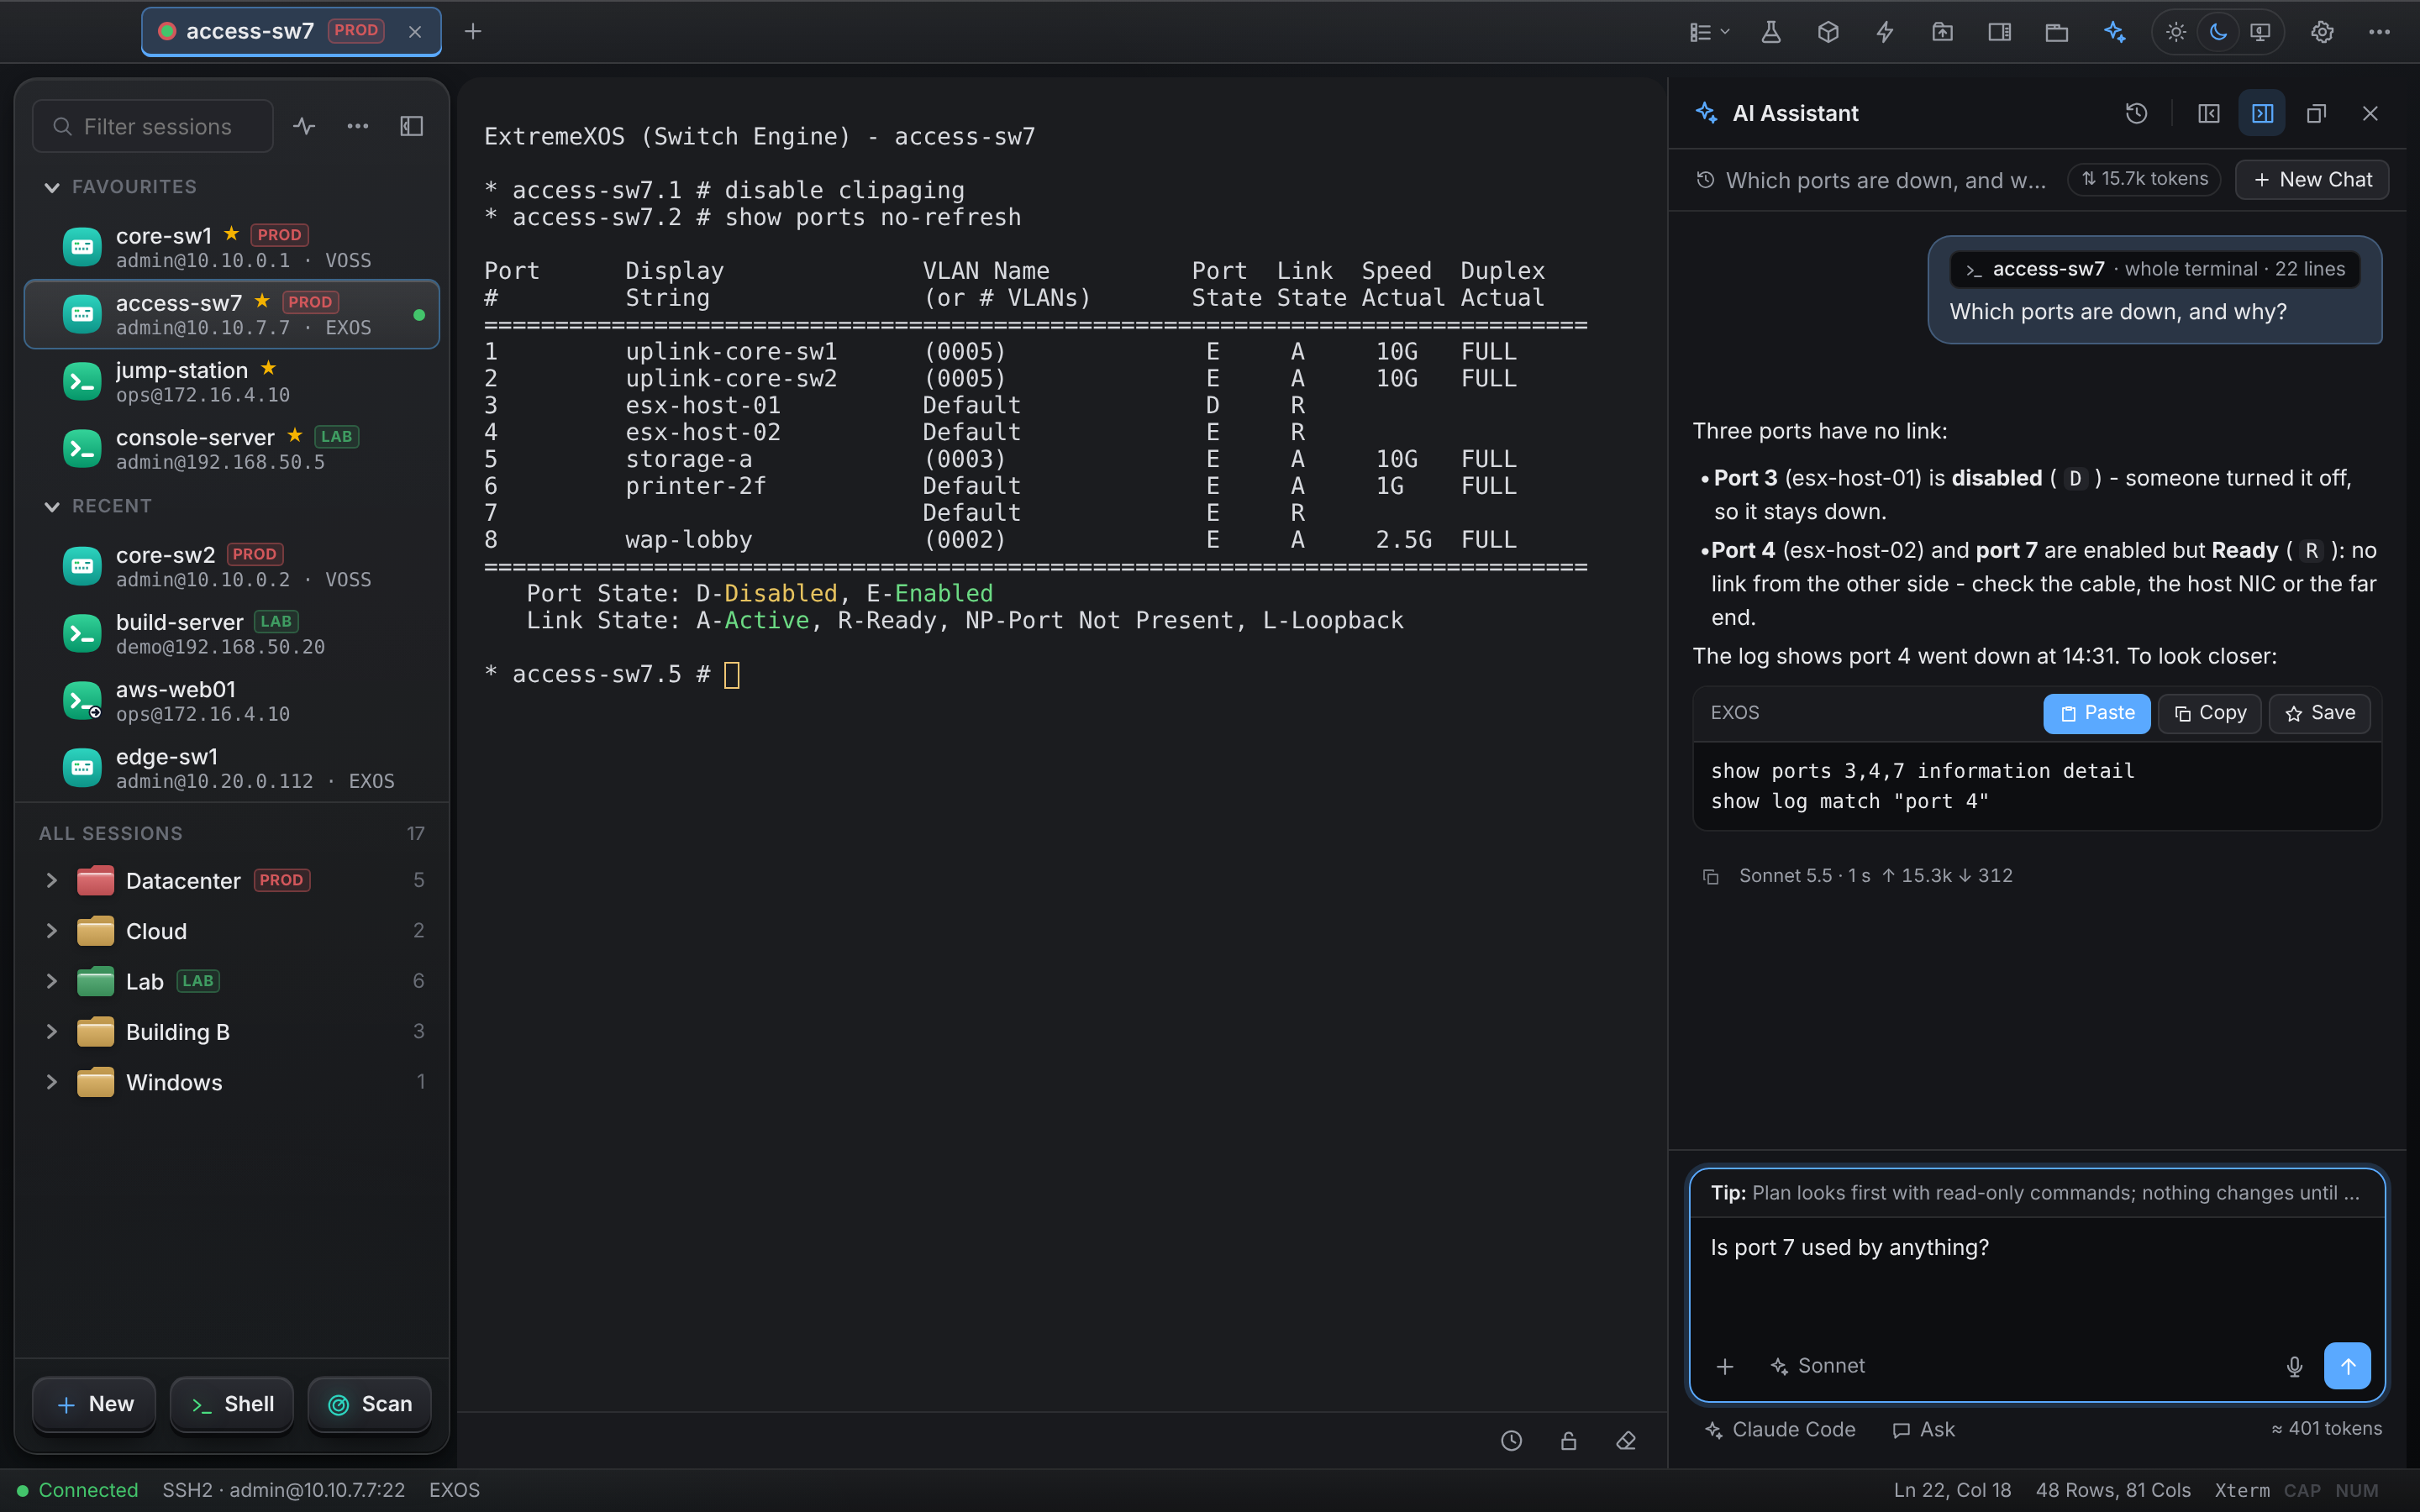 access-sw7 PROD
Filter sessions
FAVOURITES
core-sw1 PROD
admin@10.10.0.1 · VOSS
access-sw7 PROD
admin@10.10.7.7 · EXOS
jump-station
ops@172.16.4.10
console-server LAB
admin@192.168.50.5
RECENT
core-sw2 PROD
admin@10.10.0.2 · VOSS
build-server LAB
demo@192.168.50.20
aws-web01
ops@172.16.4.10
edge-sw1
admin@10.20.0.112 · EXOS
ALL SESSIONS 17
Datacenter PROD 5
Cloud 2
Lab LAB 6
Building B 3
Windows 1
New Shell Scan
ExtremeXOS (Switch Engine) - access-sw7
* access-sw7.1 # disable clipaging
* access-sw7.2 # show ports no-refresh
Port Display VLAN Name Port Link Speed Duplex
# String (or # VLANs) State State Actual Actual
==============================================================================
1 uplink-core-sw1 (0005) E A 10G FULL
2 uplink-core-sw2 (0005) E A 10G FULL
3 esx-host-01 Default D R
4 esx-host-02 Default E R
5 storage-a (0003) E A 10G FULL
6 printer-2f Default E A 1G FULL
7 Default E R
8 wap-lobby (0002) E A 2.5G FULL
==============================================================================
Port State: D-Disabled, E-Enabled
Link State: A-Active, R-Ready, NP-Port Not Present, L-Loopback
* access-sw7.5 #
AI Assistant
Which ports are down, and w... ⇅ 15.7k tokens + New Chat
>_ access-sw7 · whole terminal · 22 lines
Which ports are down, and why?
Three ports have no link:
• Port 3 (esx-host-01) is disabled ( D ) - someone turned it off,
so it stays down.
• Port 4 (esx-host-02) and port 7 are enabled but Ready ( R ): no
link from the other side - check the cable, the host NIC or the far
end.
The log shows port 4 went down at 14:31. To look closer:
EXOS Paste Copy Save
show ports 3,4,7 information detail
show log match "port 4"
Sonnet 5.5 · 1 s ↑ 15.3k ↓ 312
Tip: Plan looks first with read-only commands; nothing changes until ...
Is port 7 used by anything?
Sonnet
Claude Code Ask ≈ 401 tokens
Connected SSH2 · admin@10.10.7.7:22 EXOS Ln 22, Col 18 48 Rows, 81 Cols Xterm CAP NUM